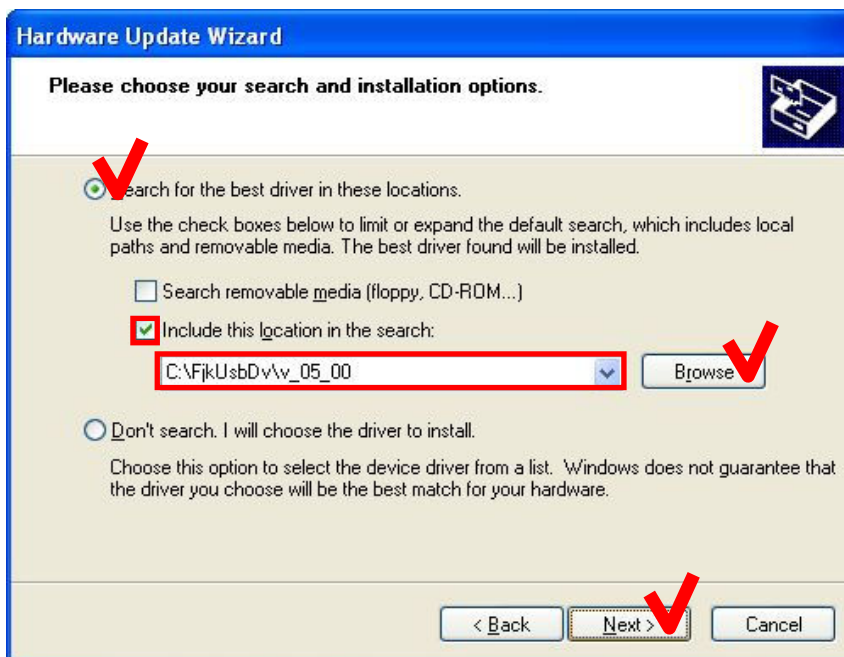 Hardware Update Wizard
Please choose your search and installation options.
Search for the best driver in these locations.
Use the check boxes below to limit or expand the default search, which includes local
paths and removable media. The best driver found will be installed.
Search removable media (floppy, CD-ROM...)
Include this location in the search:
C:\FjkUsbDv\v_05_00
Browse
Don't search. I will choose the driver to install.
Choose this option to select the device driver from a list. Windows does not guarantee that
the driver you choose will be the best match for your hardware.
< Back
Next >
Cancel